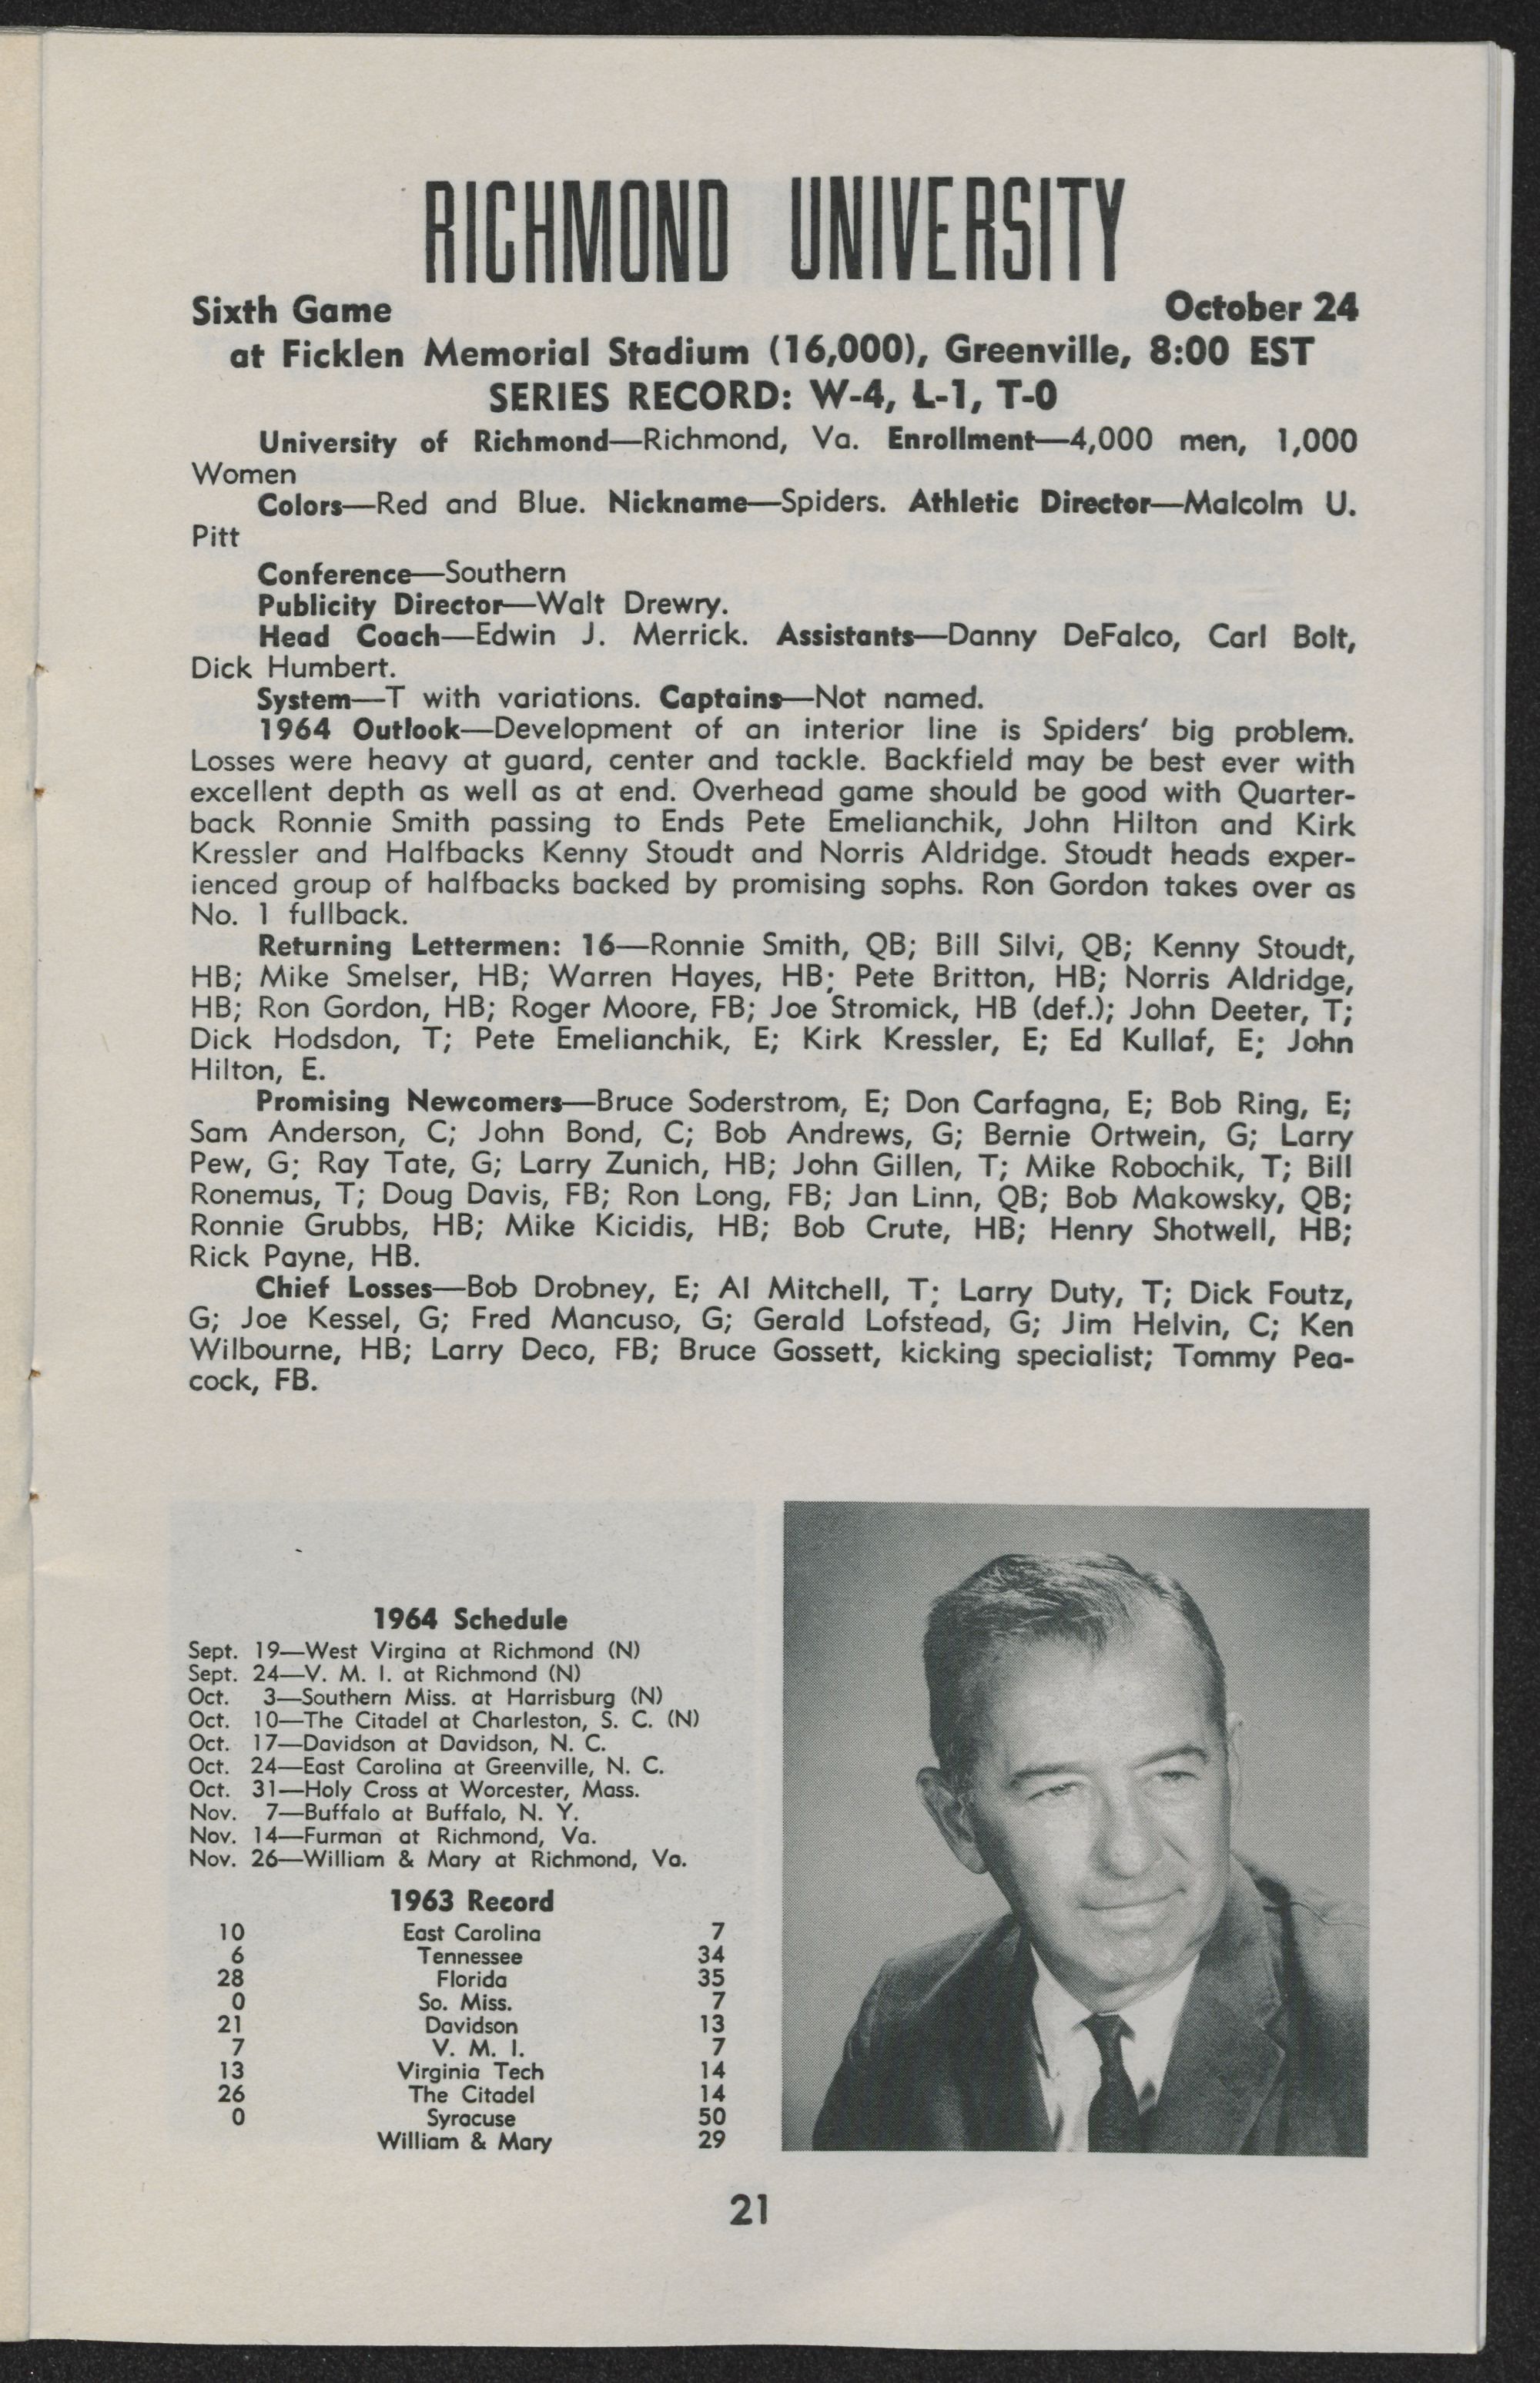 RICHMOND UNIVERSITY
Sixth Game October 24
at Ficklen Memorial Stadium (16,000), Greenville, 8:00 EST
SERIES RECORD: W-4, L-1, T-0
University of Richmond—Richmond, Va. Enrollment—4,000 men, 1,000
Women
Colors—Red and Blue. Nickname—Spiders. Athletic Director—Malcolm U.
Pitt
Conference—Southern
Publicity Director—Walt Drewry.
Head Coach—Edwin J. Merrick. Assistants—Danny DeFalco, Carl Bolt,
Dick Humbert.
System—T with variations. Captains—Not named.
1964 Outlook—Development of an interior line is Spiders' big problem.
Losses were heavy at guard, center and tackle. Backfield may be best ever with
excellent depth as well as at end. Overhead game should be good with Quarter-
back Ronnie Smith passing to Ends Pete Emelianchik, John Hilton and Kirk
Kressler and Halfbacks Kenny Stoudt and Norris Aldridge. Stoudt heads exper-
ienced group of halfbacks backed by promising sophs. Ron Gordon takes over as
No. 1 fullback.
Returning Lettermen: 16—Ronnie Smith, QB; Bill Silvi, QB; Kenny Stoudt,
HB; Mike Smelser, HB; Warren Hayes, HB; Pete Britton, HB; Norris Aldridge,
HB; Ron Gordon, HB; Roger Moore, FB; Joe Stromick, HB (def.); John Deeter, T;
Dick Hodsdon, T; Pete Emelianchik, E; Kirk Kressler, E; Ed Kullaf, E; John
Hilton, E.
Promising Newcomers—Bruce Soderstrom, E; Don Carfagna, E; Bob Ring, E;
Sam Anderson, C; John Bond, C; Bob Andrews, G; Bernie Ortwein, G; Larry
Pew, G; Ray Tate, G; Larry Zunich, HB; John Gillen, T; Mike Robochik, T; Bill
Ronemus, T; Doug Davis, FB; Ron Long, FB; Jan Linn, QB; Bob Makowsky, QB;
Ronnie Grubbs, HB; Mike Kicidis, HB; Bob Crute, HB; Henry Shotwell, HB;
Rick Payne, HB.
Chief Losses—Bob Drobney, E; Al Mitchell, T; Larry Duty, T; Dick Foutz,
G; Joe Kessel, G; Fred Mancuso, G; Gerald Lofstead, G; Jim Helvin, C; Ken
Wilbourne, HB; Larry Deco, FB; Bruce Gossett, kicking specialist; Tommy Pea-
cock, FB.
1964 Schedule
Sept. 19—West Virgina at Richmond (N)
Sept. 24—V. M. I. at Richmond (N)
Oct. 3—Southern Miss. at Harrisburg (N)
Oct. 10—The Citadel at Charleston, S. C. (N)
Oct. 17—Davidson at Davidson, N. C.
Oct. 24—East Carolina at Greenville, N. C.
Oct. 31—Holy Cross at Worcester, Mass.
Nov. 7—Buffalo at Buffalo, N. Y.
Nov. 14—Furman at Richmond, Va.
Nov. 26—William & Mary at Richmond, Va.
1963 Record
10 East Carolina 7
6 Tennessee 34
28 Florida 35
0 So. Miss. 7
21 Davidson 13
7 V. M. I. 7
13 Virginia Tech 14
26 The Citadel 14
0 Syracuse 50
William & Mary 29
21